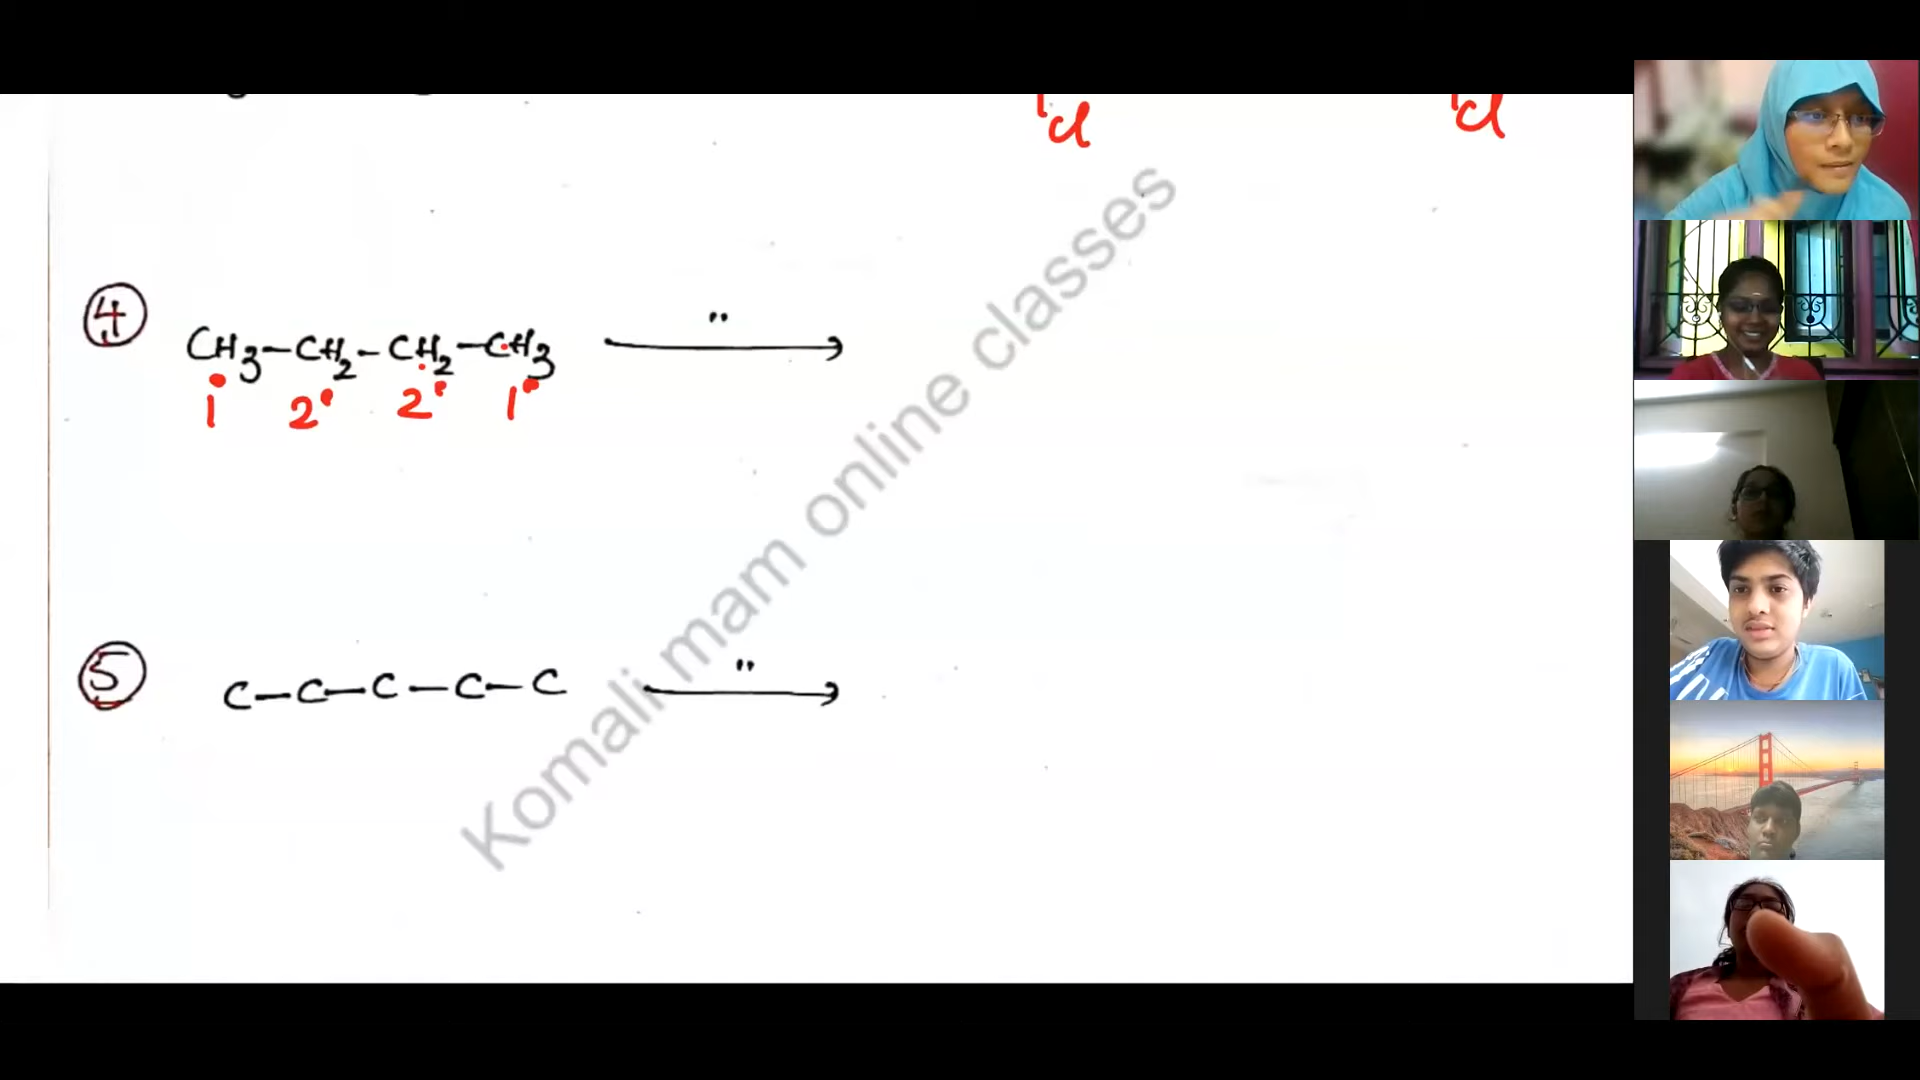 Cl Cl
④ CH3-CH2-CH2-CH3 ⟶ "
1° 2° 2° 1°
⑤ C-C-C-C-C ⟶ "
Komali mam online classes